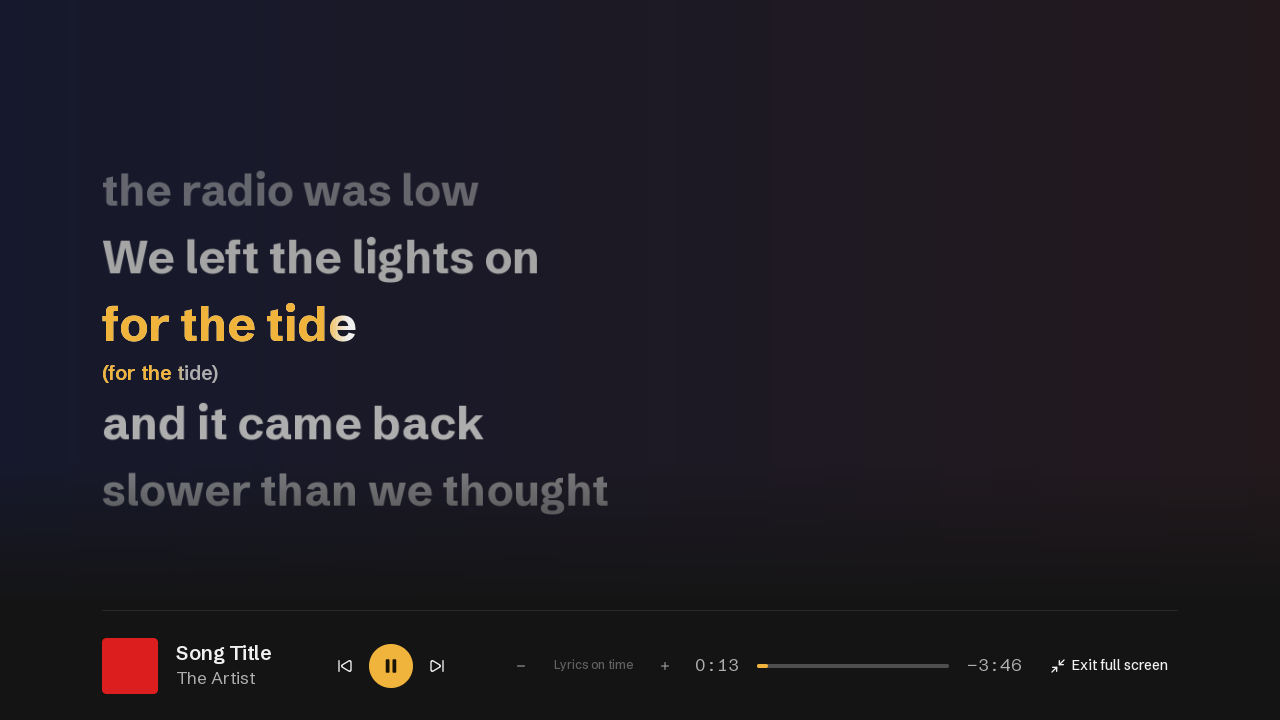 the radio was low
We left the lights on
for the tide
(for the tide)
and it came back
slower than we thought
Song Title
The Artist
− Lyrics on time + 0:13 −3:46 Exit full screen